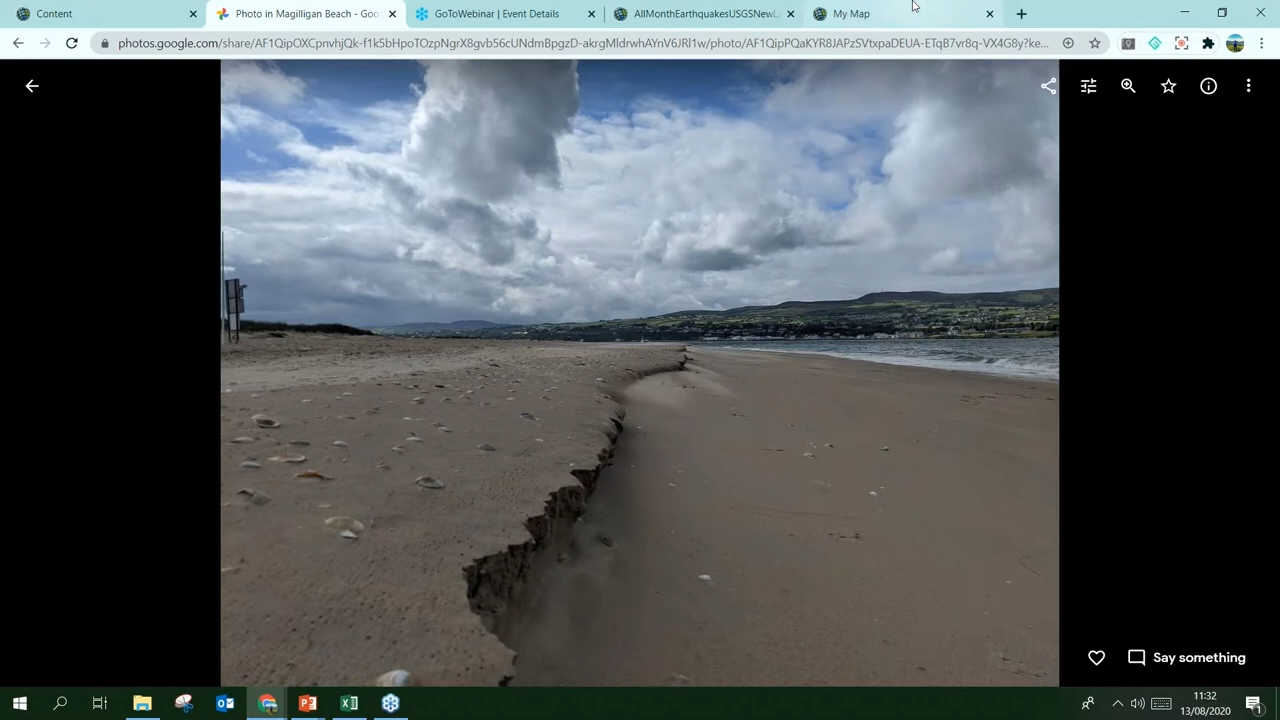 Content
Photo in Magilligan Beach - Goo
GoToWebinar | Event Details
AllMonthEarthquakesUSGSNewL
My Map
photos.google.com/share/AF1QipOXCpnvhjQk-f1k5bHpoTOzpNgrX8gcb56eUNdnBpgzD-akrgMldrwhAYnV6JRl1w/photo/AF1QipPQaKYR8JAPzSVtxpaDEUA-ETqB7vr8q-VX4G8y?ke...
Say something
11:32
13/08/2020